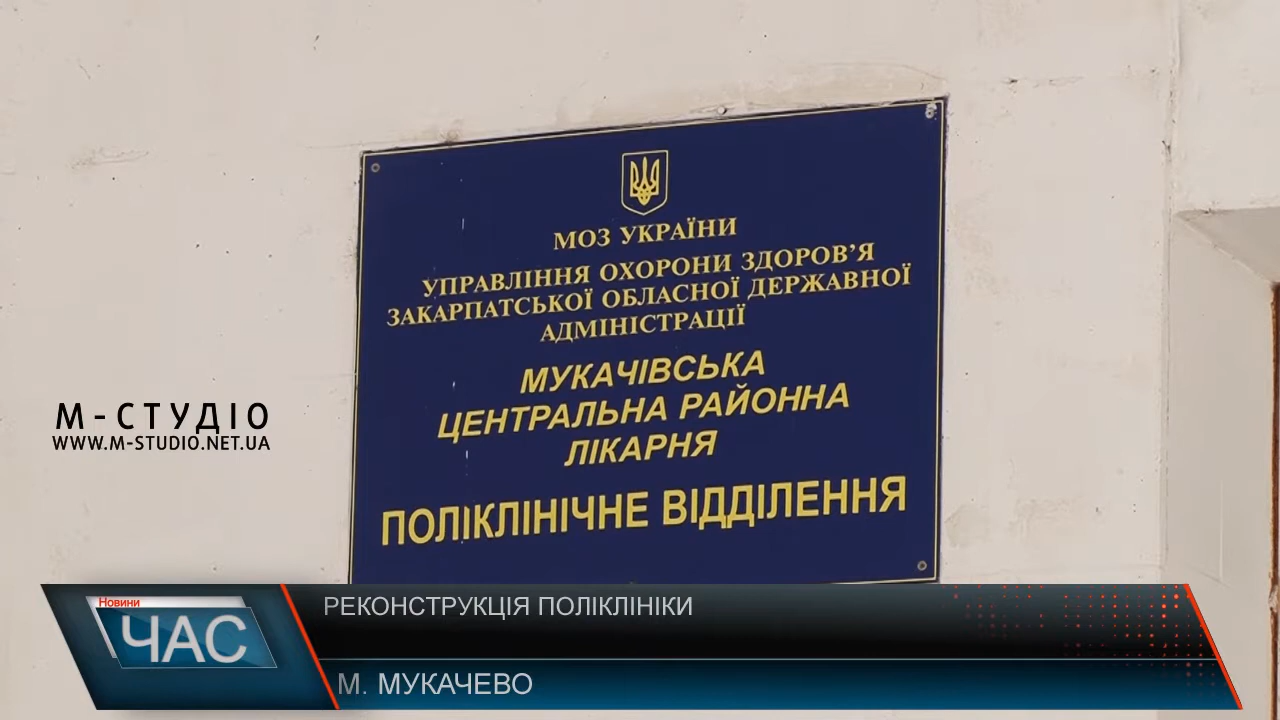 МОЗ УКРАЇНИ
УПРАВЛІННЯ ОХОРОНИ ЗДОРОВ’Я
ЗАКАРПАТСЬКОЇ ОБЛАСНОЇ ДЕРЖАВНОЇ
АДМІНІСТРАЦІЇ
МУКАЧІВСЬКА
ЦЕНТРАЛЬНА РАЙОННА
ЛІКАРНЯ
ПОЛІКЛІНІЧНЕ ВІДДІЛЕННЯ
М-СТУДІО
WWW.M-STUDIO.NET.UA
Новини
ЧАС
РЕКОНСТРУКЦІЯ ПОЛІКЛІНІКИ
М. МУКАЧЕВО